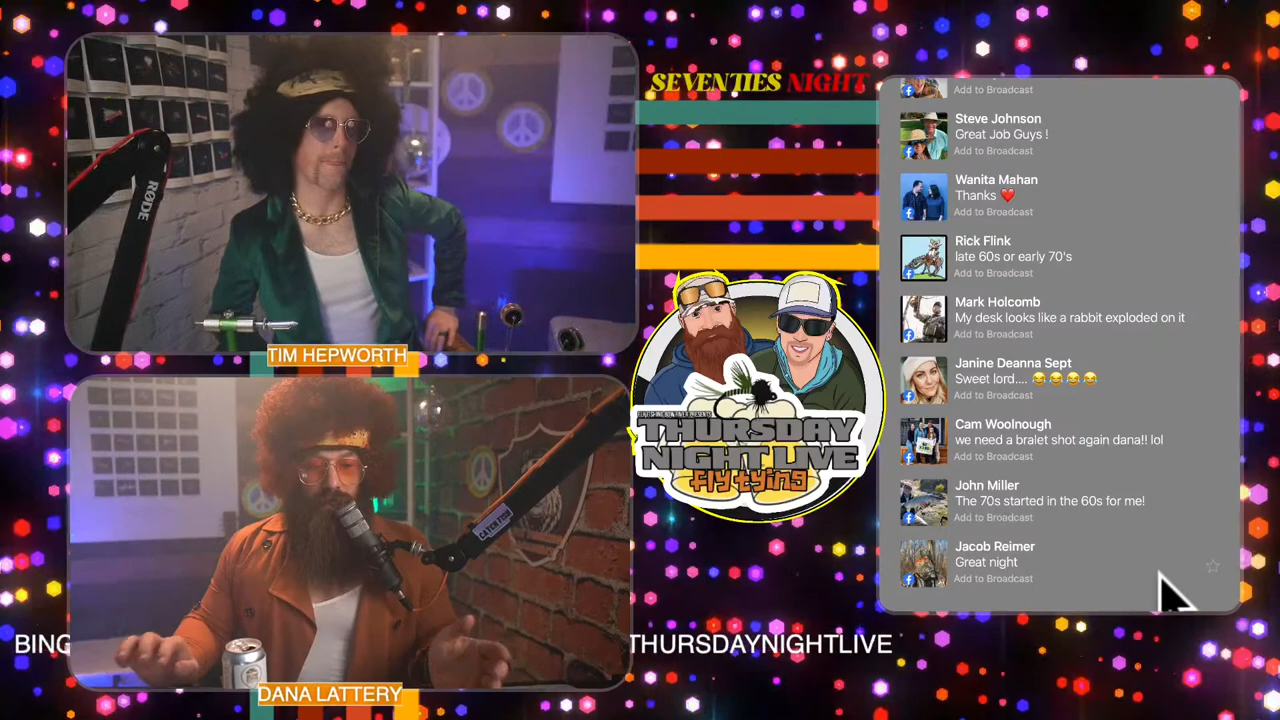 SEVENTIES NIGHT
RØDE
TIM HEPWORTH
DANA LATTERY
THURSDAY
NIGHT LIVE
fly tying
BING
THURSDAYNIGHTLIVE
Add to Broadcast
Steve Johnson
Great Job Guys !
Add to Broadcast
Wanita Mahan
Thanks ❤️
Add to Broadcast
Rick Flink
late 60s or early 70's
Add to Broadcast
Mark Holcomb
My desk looks like a rabbit exploded on it
Add to Broadcast
Janine Deanna Sept
Sweet lord.... 😂😂😂😂
Add to Broadcast
Cam Woolnough
we need a bralet shot again dana!! lol
Add to Broadcast
John Miller
The 70s started in the 60s for me!
Add to Broadcast
Jacob Reimer
Great night
Add to Broadcast